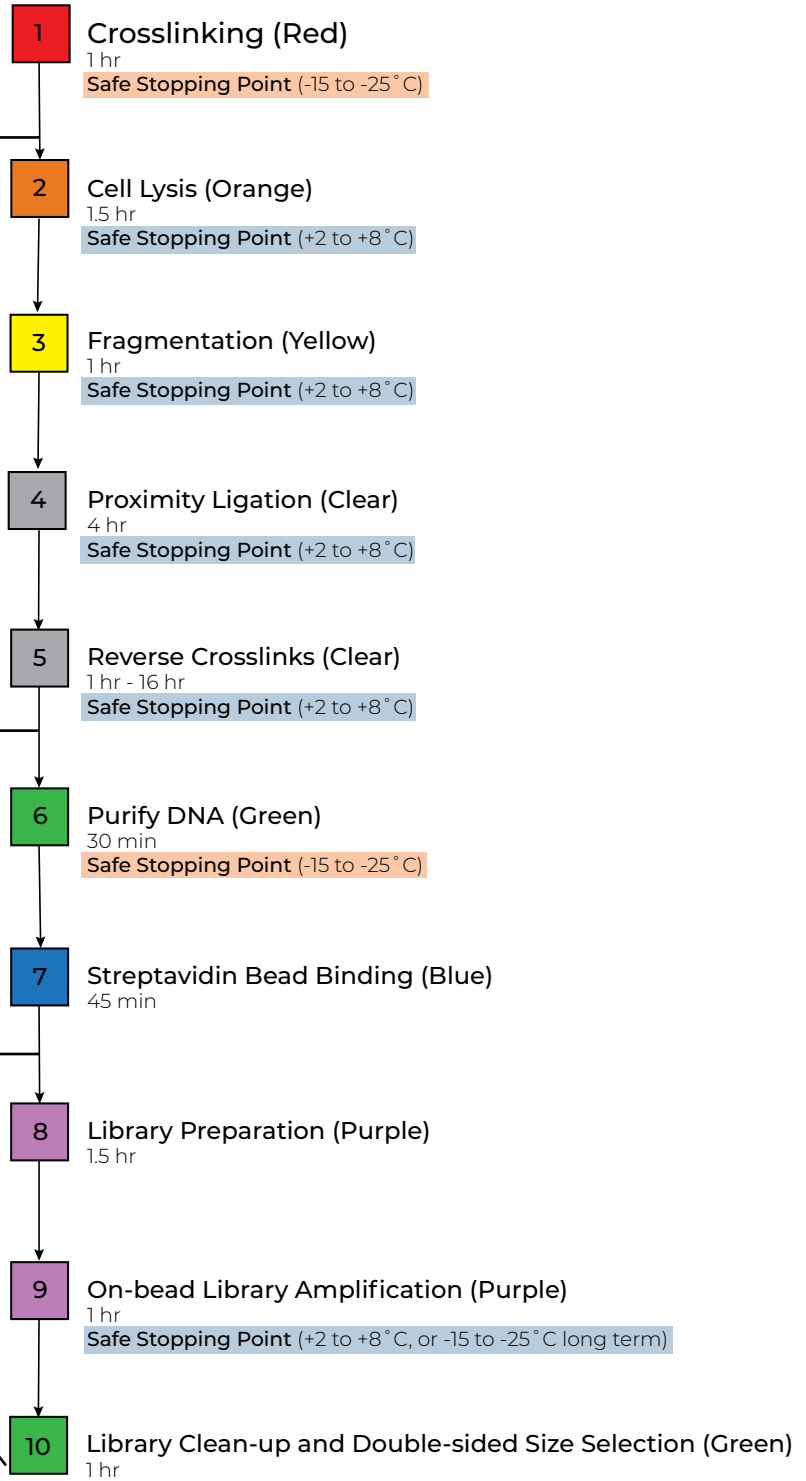 1
Crosslinking (Red)
1 hr
Safe Stopping Point (-15 to -25˚C)
2
Cell Lysis (Orange)
1.5 hr
Safe Stopping Point (+2 to +8˚C)
3
Fragmentation (Yellow)
1 hr
Safe Stopping Point (+2 to +8˚C)
4
Proximity Ligation (Clear)
4 hr
Safe Stopping Point (+2 to +8˚C)
5
Reverse Crosslinks (Clear)
1 hr - 16 hr
Safe Stopping Point (+2 to +8˚C)
6
Purify DNA (Green)
30 min
Safe Stopping Point (-15 to -25˚C)
7
Streptavidin Bead Binding (Blue)
45 min
8
Library Preparation (Purple)
1.5 hr
9
On-bead Library Amplification (Purple)
1 hr
Safe Stopping Point (+2 to +8˚C, or -15 to -25˚C long term)
10
Library Clean-up and Double-sided Size Selection (Green)
1 hr